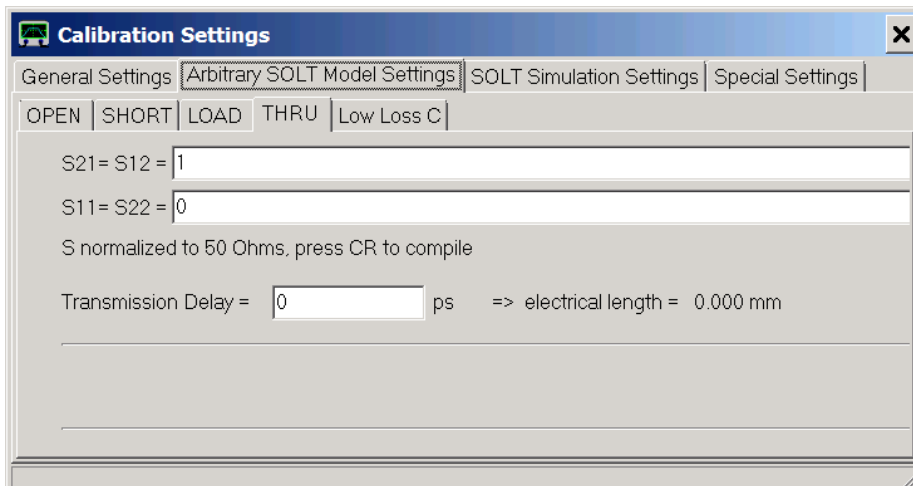 Calibration Settings
General Settings Arbitrary SOLT Model Settings SOLT Simulation Settings Special Settings
OPEN SHORT LOAD THRU Low Loss C
S21= S12 = 1
S11= S22 = 0
S normalized to 50 Ohms, press CR to compile
Transmission Delay = 0 ps => electrical length = 0.000 mm